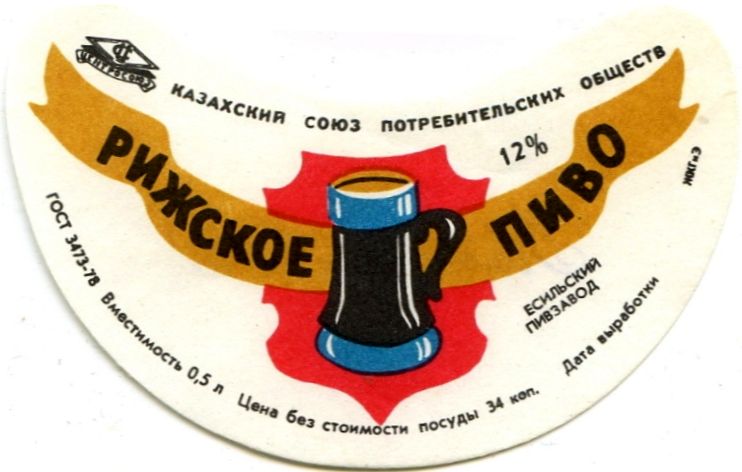 ЦЕНТРОСОЮЗ
КАЗАХСКИЙ СОЮЗ ПОТРЕБИТЕЛЬСКИХ ОБЩЕСТВ
12%
РИЖСКОЕ ПИВО
ЕСИЛЬСКИЙ
ПИВЗАВОД
ГОСТ 3473-78 Вместимость 0,5 л Цена без стоимости посуды 34 коп. Дата выработки